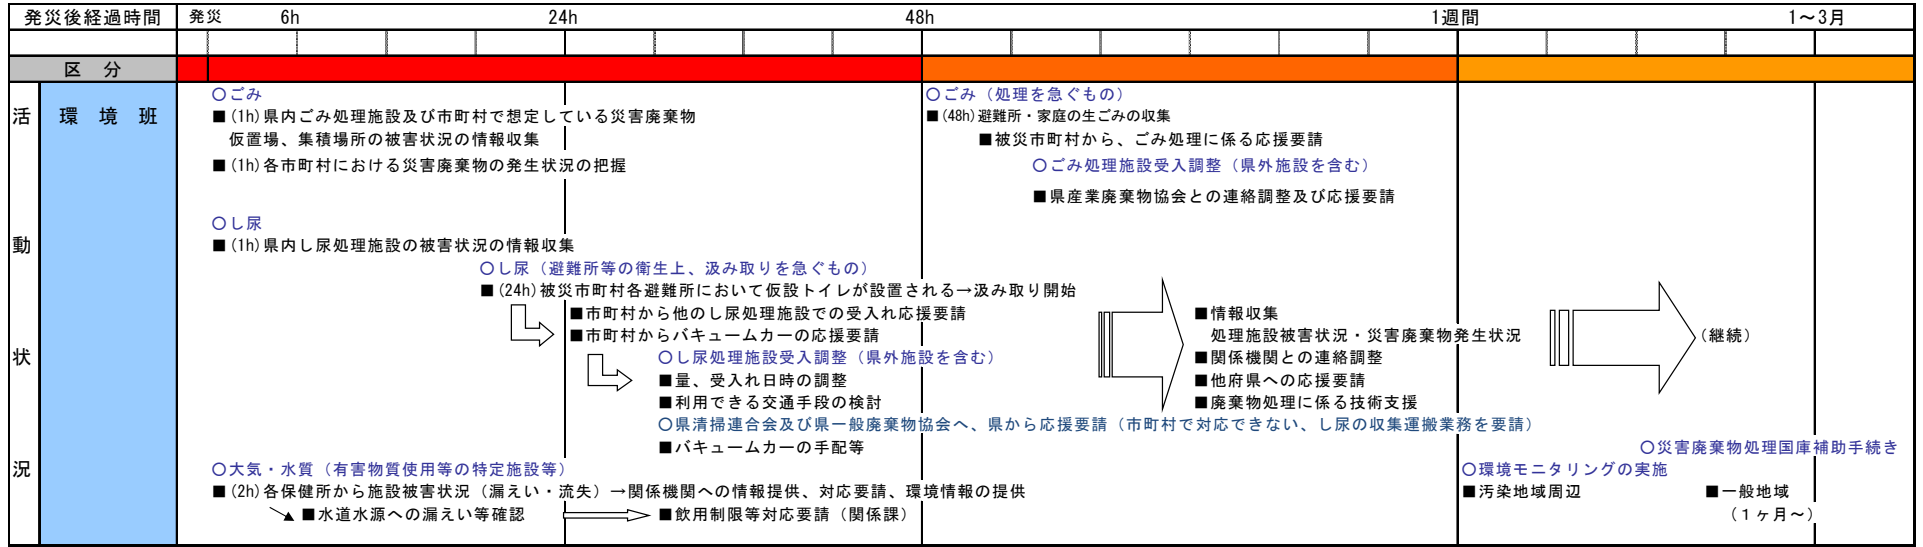 発災後経過時間 発災 6h 24h 48h 1週間 1～3月
区 分
活動状況
環 境 班
○ごみ
■(1h)県内ごみ処理施設及び市町村で想定している災害廃棄物
仮置場、集積場所の被害状況の情報収集
■(1h)各市町村における災害廃棄物の発生状況の把握
○ごみ（処理を急ぐもの）
■(48h)避難所・家庭の生ごみの収集
■被災市町村から、ごみ処理に係る応援要請
○ごみ処理施設受入調整（県外施設を含む）
■県産業廃棄物協会との連絡調整及び応援要請
○し尿
■(1h)県内し尿処理施設の被害状況の情報収集
○し尿（避難所等の衛生上、汲み取りを急ぐもの）
■(24h)被災市町村各避難所において仮設トイレが設置される→汲み取り開始
■市町村から他のし尿処理施設での受入れ応援要請
■市町村からバキュームカーの応援要請
○し尿処理施設受入調整（県外施設を含む）
■量、受入れ日時の調整
■利用できる交通手段の検討
○県清掃連合会及び県一般廃棄物協会へ、県から応援要請（市町村で対応できない、し尿の収集運搬業務を要請）
■バキュームカーの手配等
■情報収集
処理施設被害状況・災害廃棄物発生状況
■関係機関との連絡調整
■他府県への応援要請
■廃棄物処理に係る技術支援
（継続）
○災害廃棄物処理国庫補助手続き
○大気・水質（有害物質使用等の特定施設等）
■(2h)各保健所から施設被害状況（漏えい・流失）→関係機関への情報提供、対応要請、環境情報の提供
■水道水源への漏えい等確認
■飲用制限等対応要請（関係課）
○環境モニタリングの実施
■汚染地域周辺
■一般地域
（１ヶ月～）